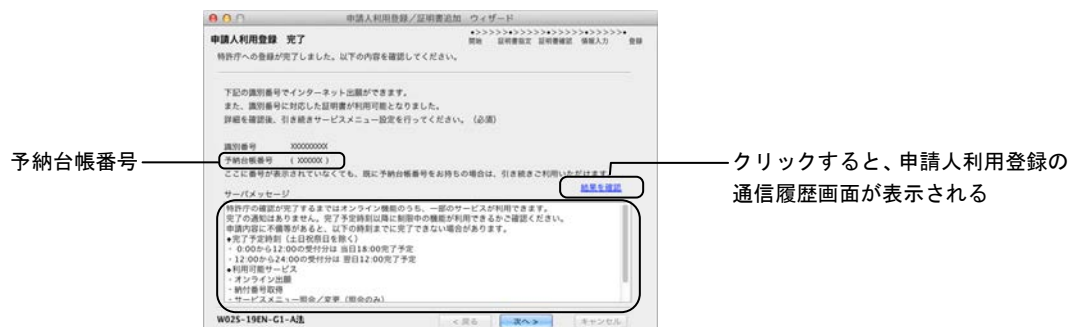 申請人利用登録／証明書追加 ウィザード
申請人利用登録 完了
•>>>>>•>>>>>•>>>>>•>>>>>•
開始 証明書指定 証明書確認 情報入力 登録
特許庁への登録が完了しました。以下の内容を確認してください。
下記の識別番号でインターネット出願ができます。
また、識別番号に対応した証明書が利用可能となりました。
詳細を確認後、引き続きサービスメニュー設定を行ってください。（必須）
識別番号 XXXXXXXXX
予納台帳番号 ( XXXXXX )
予納台帳番号
ここに番号が表示されていなくても、既に予納台帳番号をお持ちの場合は、引き続きご利用いただけます。
結果を確認
クリックすると、申請人利用登録の
通信履歴画面が表示される
サーバメッセージ
特許庁の確認が完了するまではオンライン機能のうち、一部のサービスが利用できます。
完了の通知はありません。完了予定時刻以降に制限中の機能が利用できるかご確認ください。
申請内容に不備等があると、以下の時刻までに完了できない場合があります。
◆完了予定時刻（土日祝祭日を除く）
・ 0:00から12:00の受付分は 当日18:00完了予定
・12:00から24:00の受付分は 翌日12:00完了予定
◆利用可能サービス
・オンライン出願
・納付番号取得
・サービスメニュー照会／変更（照会のみ）
W02S-19EN-G1-A法
< 戻る 次へ > キャンセル